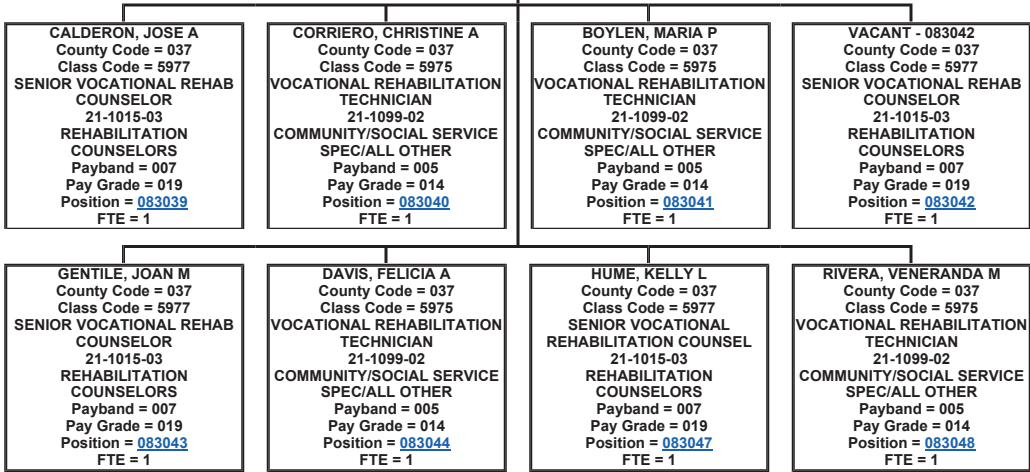 CALDERON, JOSE A
County Code = 037
Class Code = 5977
SENIOR VOCATIONAL REHAB
COUNSELOR
21-1015-03
REHABILITATION
COUNSELORS
Payband = 007
Pay Grade = 019
Position = 083039
FTE = 1
CORRIERO, CHRISTINE A
County Code = 037
Class Code = 5975
VOCATIONAL REHABILITATION
TECHNICIAN
21-1099-02
COMMUNITY/SOCIAL SERVICE
SPEC/ALL OTHER
Payband = 005
Pay Grade = 014
Position = 083040
FTE = 1
BOYLEN, MARIA P
County Code = 037
Class Code = 5975
VOCATIONAL REHABILITATION
TECHNICIAN
21-1099-02
COMMUNITY/SOCIAL SERVICE
SPEC/ALL OTHER
Payband = 005
Pay Grade = 014
Position = 083041
FTE = 1
VACANT - 083042
County Code = 037
Class Code = 5977
SENIOR VOCATIONAL REHAB
COUNSELOR
21-1015-03
REHABILITATION
COUNSELORS
Payband = 007
Pay Grade = 019
Position = 083042
FTE = 1
GENTILE, JOAN M
County Code = 037
Class Code = 5977
SENIOR VOCATIONAL REHAB
COUNSELOR
21-1015-03
REHABILITATION
COUNSELORS
Payband = 007
Pay Grade = 019
Position = 083043
FTE = 1
DAVIS, FELICIA A
County Code = 037
Class Code = 5975
VOCATIONAL REHABILITATION
TECHNICIAN
21-1099-02
COMMUNITY/SOCIAL SERVICE
SPEC/ALL OTHER
Payband = 005
Pay Grade = 014
Position = 083044
FTE = 1
HUME, KELLY L
County Code = 037
Class Code = 5977
SENIOR VOCATIONAL
REHABILITATION COUNSEL
21-1015-03
REHABILITATION
COUNSELORS
Payband = 007
Pay Grade = 019
Position = 083047
FTE = 1
RIVERA, VENERANDA M
County Code = 037
Class Code = 5975
VOCATIONAL REHABILITATION
TECHNICIAN
21-1099-02
COMMUNITY/SOCIAL SERVICE
SPEC/ALL OTHER
Payband = 005
Pay Grade = 014
Position = 083048
FTE = 1